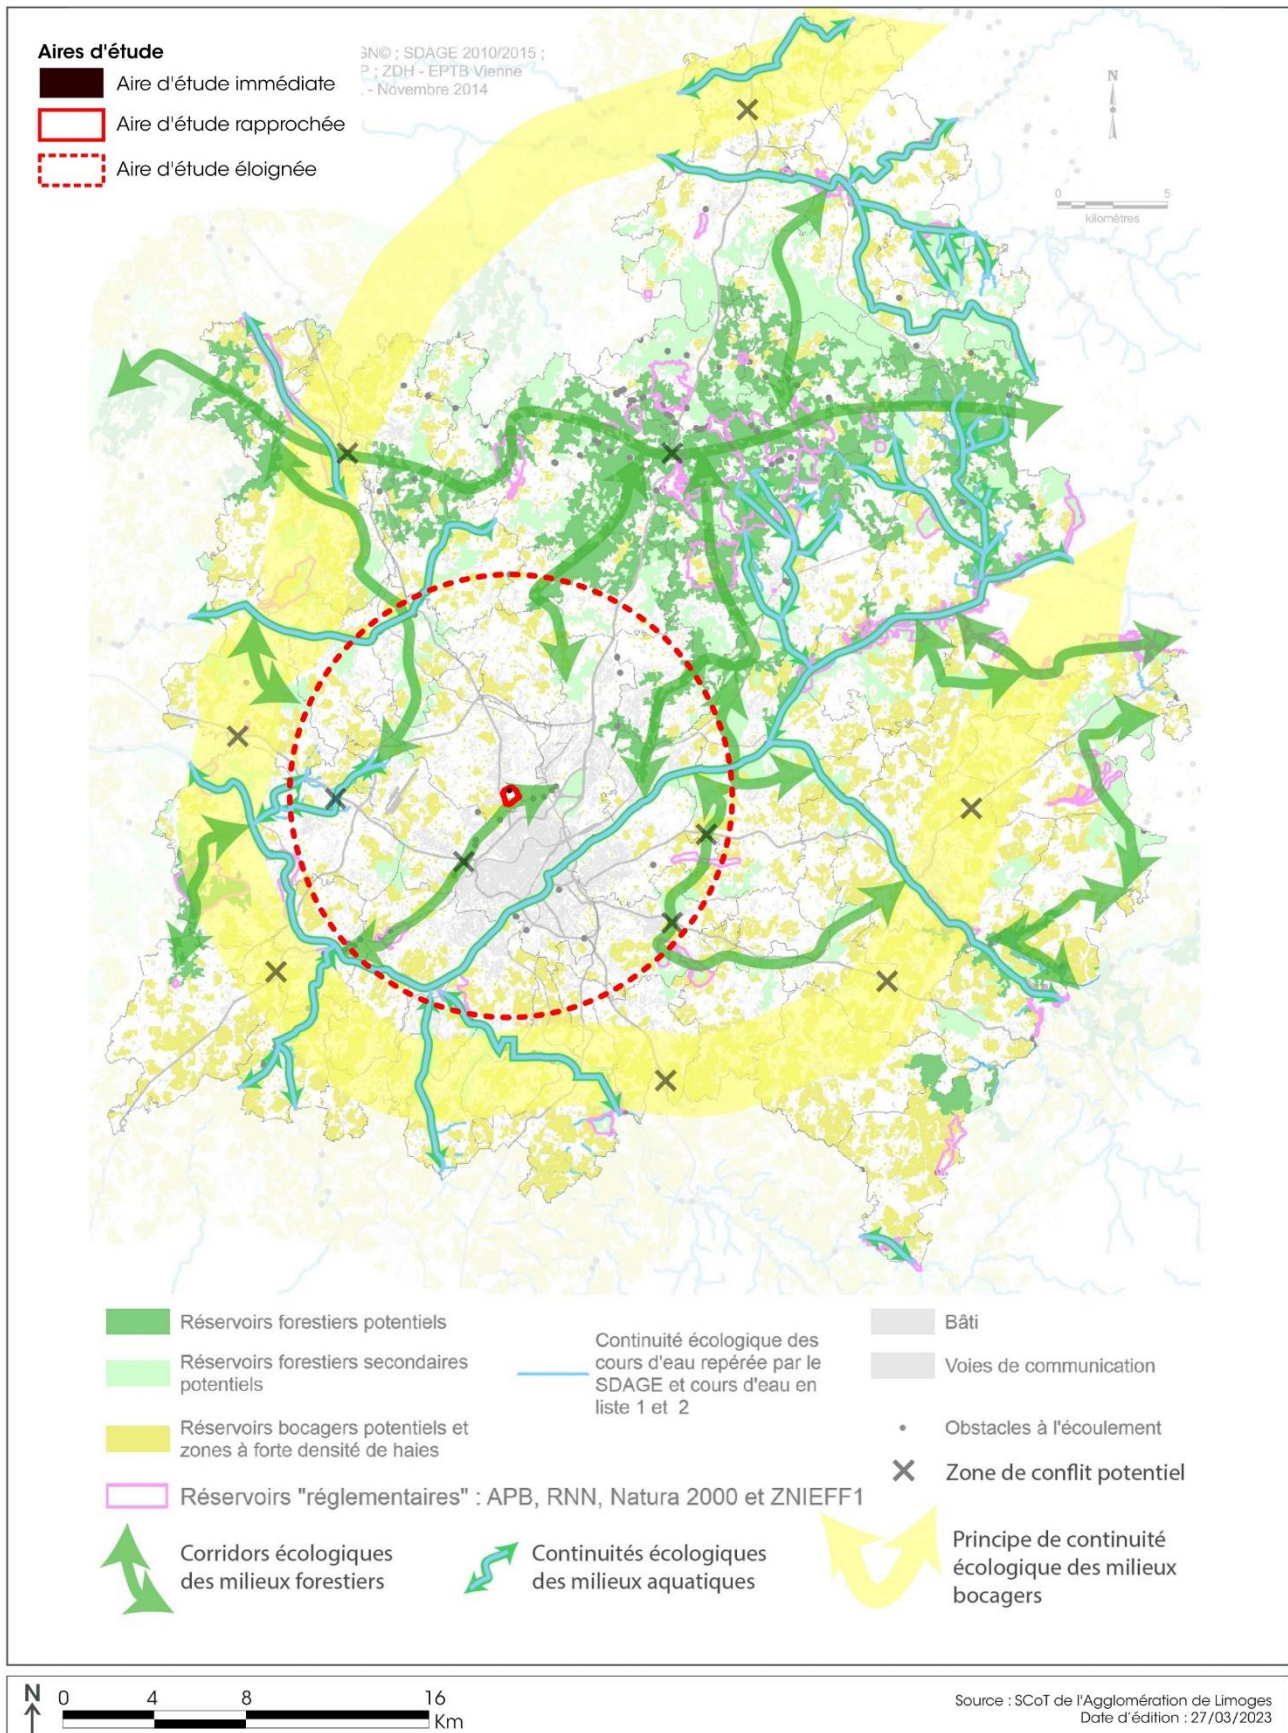 Aires d'étude
Aire d'étude immédiate
Aire d'étude rapprochée
Aire d'étude éloignée
GN© ; SDAGE 2010/2015 ;
P ; ZDH - EPTB Vienne
. - Novembre 2014
N
0 5
kilomètres
Réservoirs forestiers potentiels
Réservoirs forestiers secondaires
potentiels
Réservoirs bocagers potentiels et
zones à forte densité de haies
Continuité écologique des
cours d'eau repérée par le
SDAGE et cours d'eau en
liste 1 et 2
Bâti
Voies de communication
Obstacles à l'écoulement
Zone de conflit potentiel
Réservoirs "réglementaires" : APB, RNN, Natura 2000 et ZNIEFF1
Corridors écologiques
des milieux forestiers
Continuités écologiques
des milieux aquatiques
Principe de continuité
écologique des milieux
bocagers
N
0 4 8 16
Km
Source : SCoT de l'Agglomération de Limoges
Date d'édition : 27/03/2023